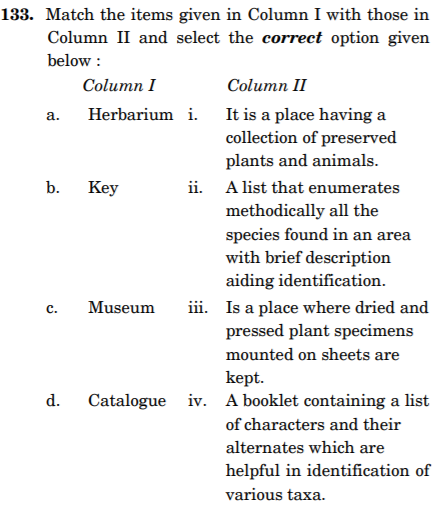 133. Match the items given in Column I with those in
Column II and select the correct option given
below :
Column I Column II
a. Herbarium i. It is a place having a
collection of preserved
plants and animals.
b. Key ii. A list that enumerates
methodically all the
species found in an area
with brief description
aiding identification.
c. Museum iii. Is a place where dried and
pressed plant specimens
mounted on sheets are
kept.
d. Catalogue iv. A booklet containing a list
of characters and their
alternates which are
helpful in identification of
various taxa.